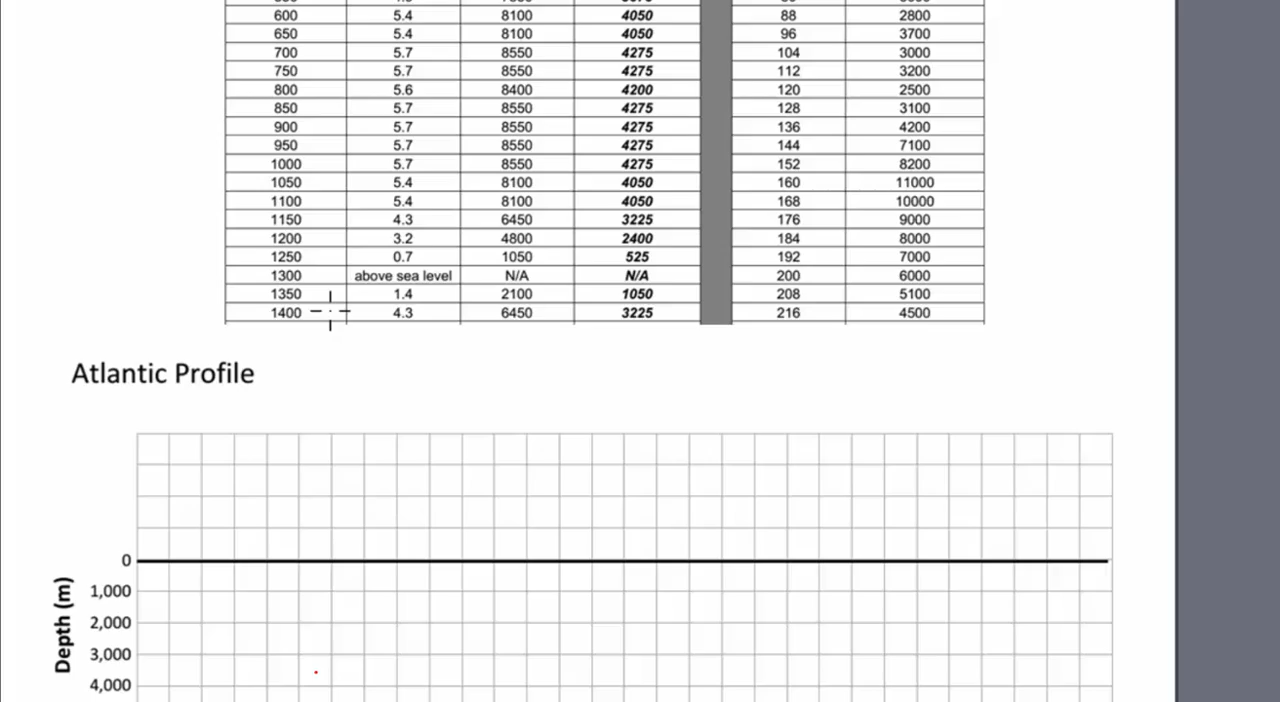 600 5.4 8100 4050 88 2800
650 5.4 8100 4050 96 3700
700 5.7 8550 4275 104 3000
750 5.7 8550 4275 112 3200
800 5.6 8400 4200 120 2500
850 5.7 8550 4275 128 3100
900 5.7 8550 4275 136 4200
950 5.7 8550 4275 144 7100
1000 5.7 8550 4275 152 8200
1050 5.4 8100 4050 160 11000
1100 5.4 8100 4050 168 10000
1150 4.3 6450 3225 176 9000
1200 3.2 4800 2400 184 8000
1250 0.7 1050 525 192 7000
1300 above sea level N/A N/A 200 6000
1350 1.4 2100 1050 208 5100
1400 4.3 6450 3225 216 4500
Atlantic Profile
0
1,000
2,000
3,000
4,000
Depth (m)